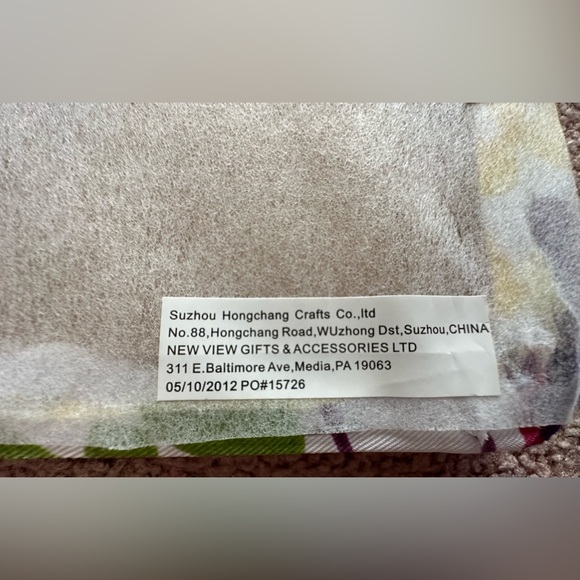 Suzhou Hongchang Crafts Co.,ltd
No.88,Hongchang Road,WUzhong Dst,Suzhou,CHINA
NEW VIEW GIFTS & ACCESSORIES LTD
311 E.Baltimore Ave,Media,PA 19063
05/10/2012 PO#15726